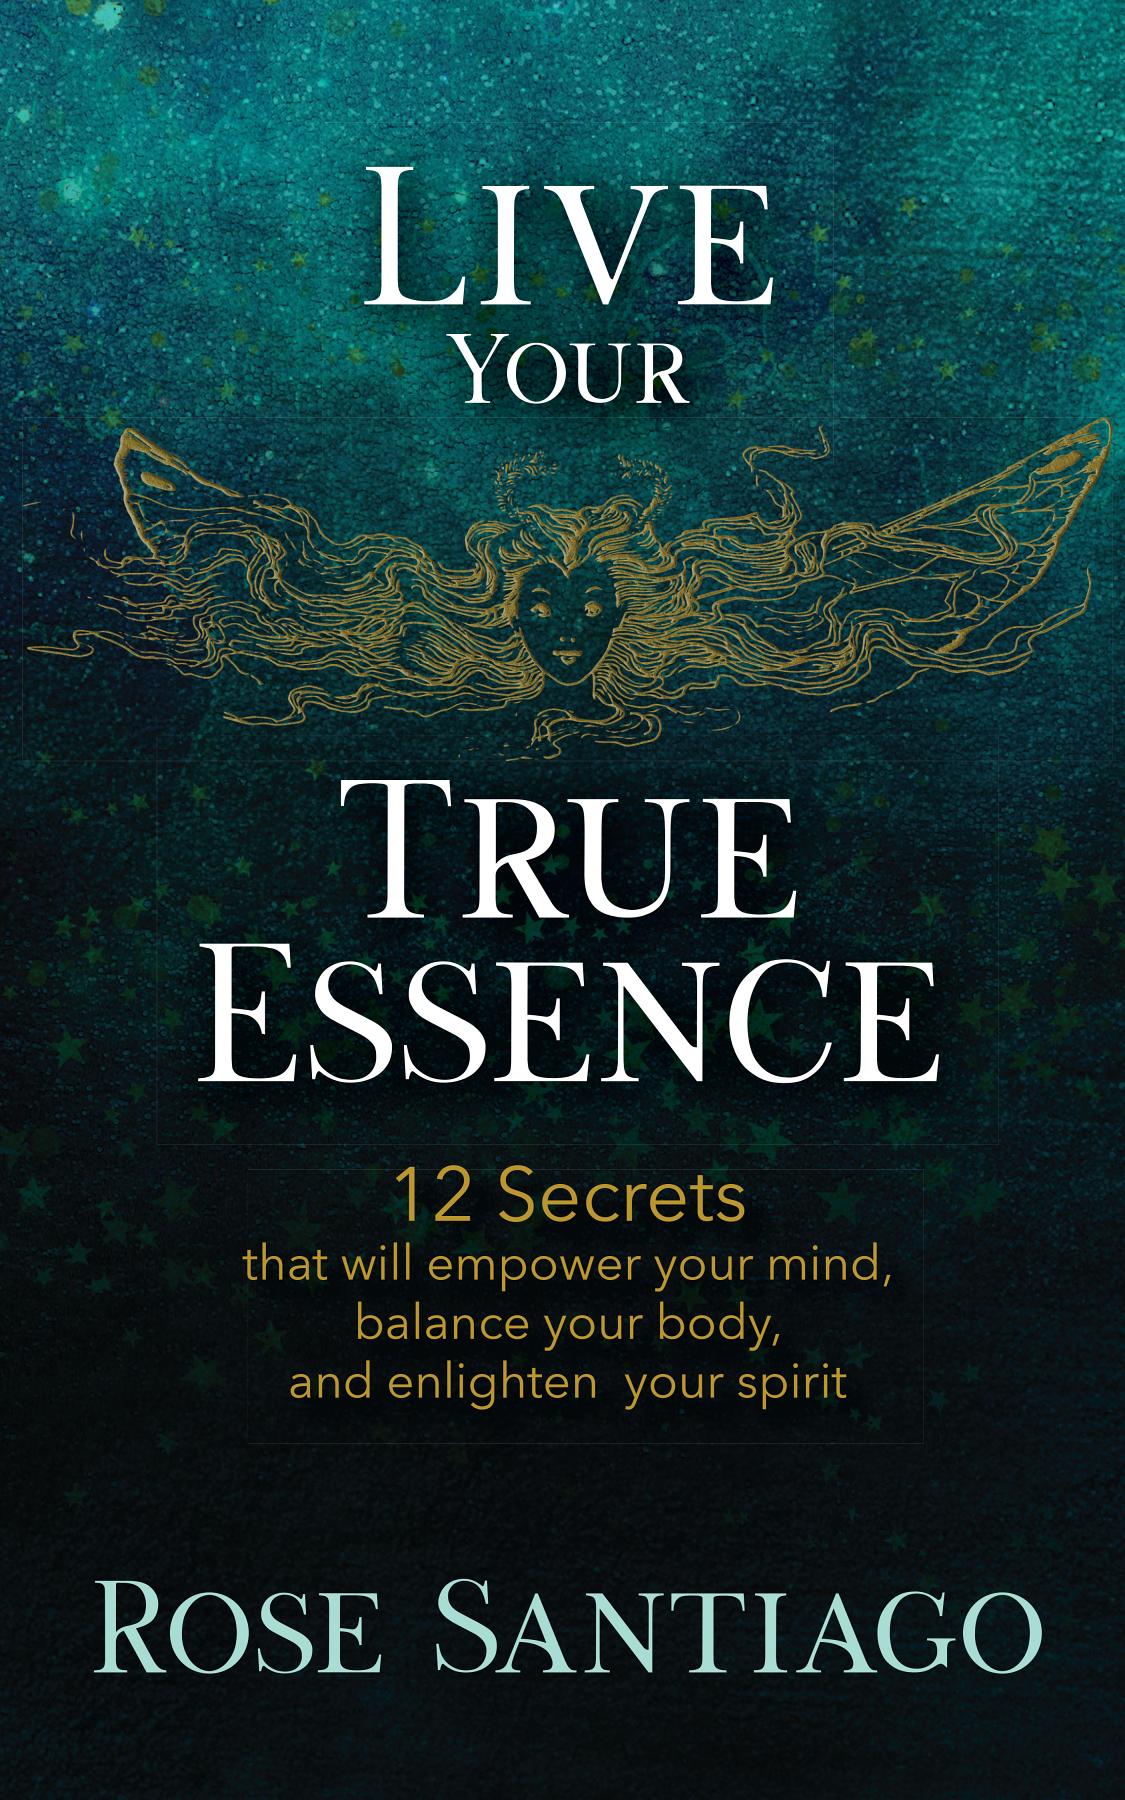 LIVE
YOUR
TRUE
ESSENCE
12 Secrets
that will empower your mind,
balance your body,
and enlighten  your spirit
ROSE SANTIAGO